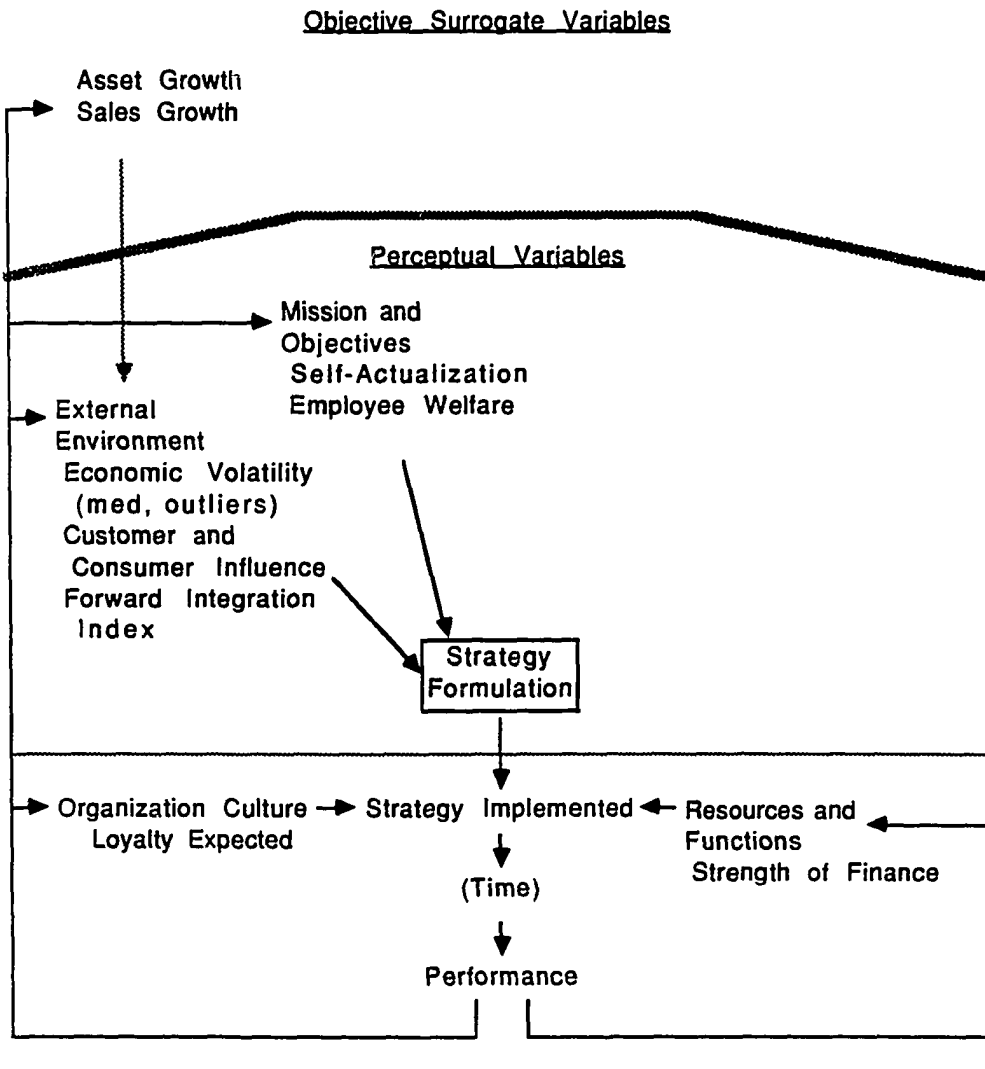 Objective Surrogate Variables
Asset Growth
Sales Growth
Perceptual Variables
Mission and
Objectives
Self-Actualization
Employee Welfare
External
Environment
Economic Volatility
(med, outliers)
Customer and
Consumer Influence
Forward Integration
Index
Strategy
Formulation
Organization Culture
Loyalty Expected
Strategy Implemented
Resources and
Functions
Strength of Finance
(Time)
Performance